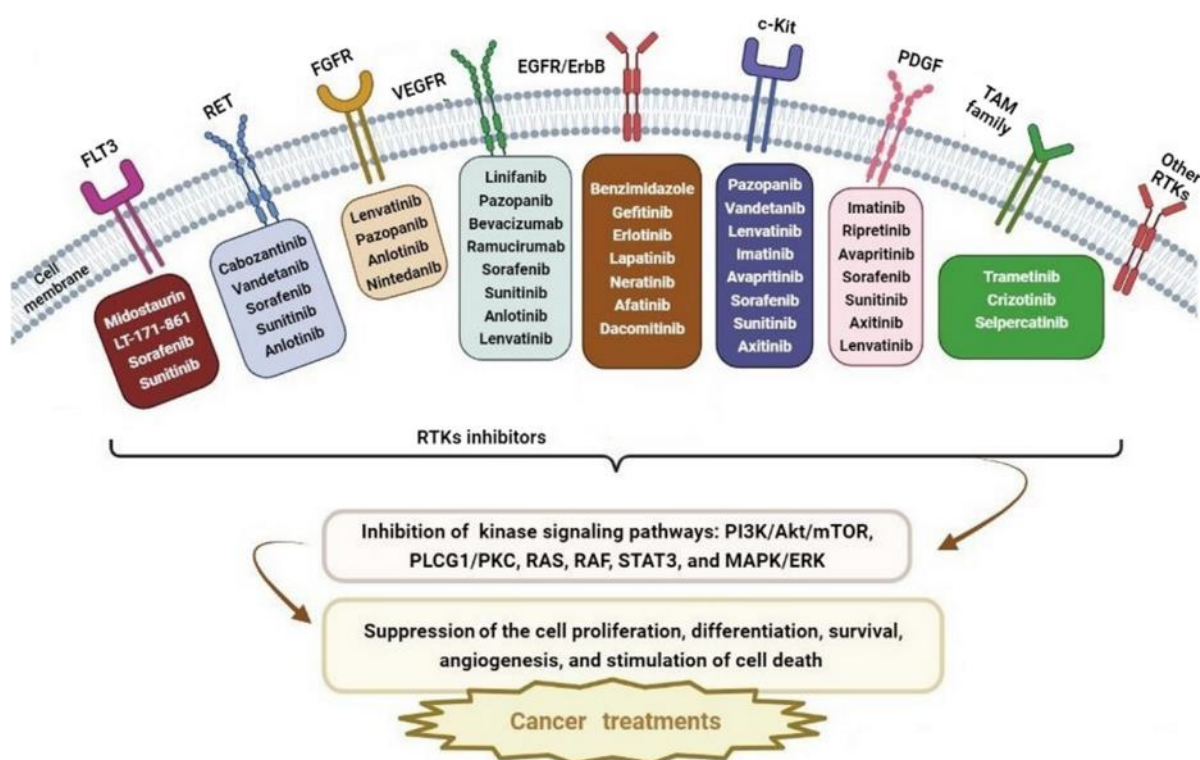 FLT3
RET
FGFR
VEGFR
EGFR/ErbB
c-Kit
PDGF
TAM
family
Other
RTKs
Cell
membrane
Midostaurin
LT-171-861
Sorafenib
Sunitinib
Cabozantinib
Vandetanib
Sorafenib
Sunitinib
Anlotinib
Lenvatinib
Pazopanib
Anlotinib
Nintedanib
Linifanib
Pazopanib
Bevacizumab
Ramucirumab
Sorafenib
Sunitinib
Anlotinib
Lenvatinib
Benzimidazole
Gefitinib
Erlotinib
Lapatinib
Neratinib
Afatinib
Dacomitinib
Pazopanib
Vandetanib
Lenvatinib
Imatinib
Avapritinib
Sorafenib
Sunitinib
Axitinib
Imatinib
Ripretinib
Avapritinib
Sorafenib
Sunitinib
Axitinib
Lenvatinib
Trametinib
Crizotinib
Selpercatinib
RTKs inhibitors
Inhibition of kinase signaling pathways: PI3K/Akt/mTOR,
PLCG1/PKC, RAS, RAF, STAT3, and MAPK/ERK
Suppression of the cell proliferation, differentiation, survival,
angiogenesis, and stimulation of cell death
Cancer treatments